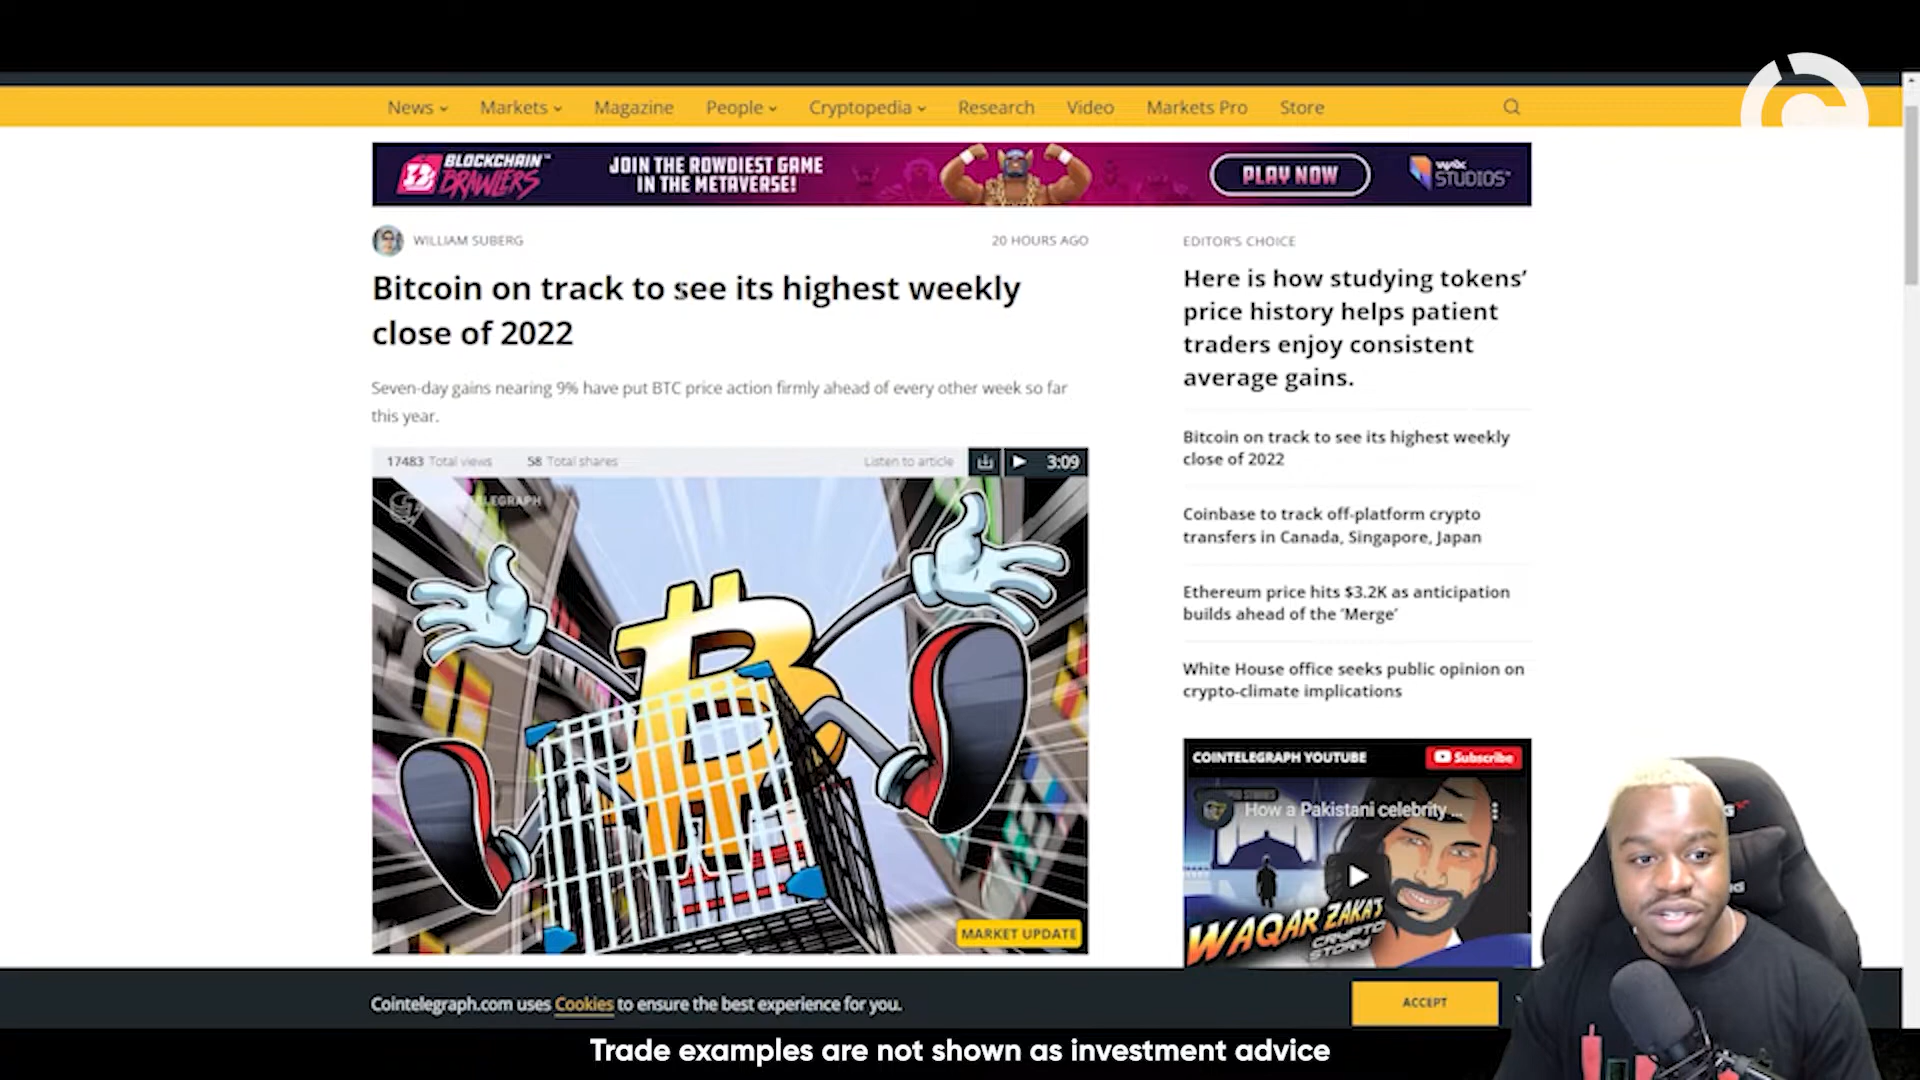 News Markets Magazine People Cryptopedia Research Video Markets Pro Store
BLOCKCHAIN
BRAWLERS
JOIN THE ROWDIEST GAME
IN THE METAVERSE!
PLAY NOW
WAX
STUDIOS
WILLIAM SUBERG
20 HOURS AGO
Bitcoin on track to see its highest weekly
close of 2022
Seven-day gains nearing 9% have put BTC price action firmly ahead of every other week so far
this year.
17483 Total views 58 Total shares
Listen to article
3:09
MARKET UPDATE
EDITOR'S CHOICE
Here is how studying tokens'
price history helps patient
traders enjoy consistent
average gains.
Bitcoin on track to see its highest weekly
close of 2022
Coinbase to track off-platform crypto
transfers in Canada, Singapore, Japan
Ethereum price hits $3.2K as anticipation
builds ahead of the 'Merge'
White House office seeks public opinion on
crypto-climate implications
COINTELEGRAPH YOUTUBE
Subscribe
How a Pakistani celebrity ...
WAQAR ZAKA'S
CRYPTO
STORY
Cointelegraph.com uses Cookies to ensure the best experience for you.
ACCEPT
Trade examples are not shown as investment advice